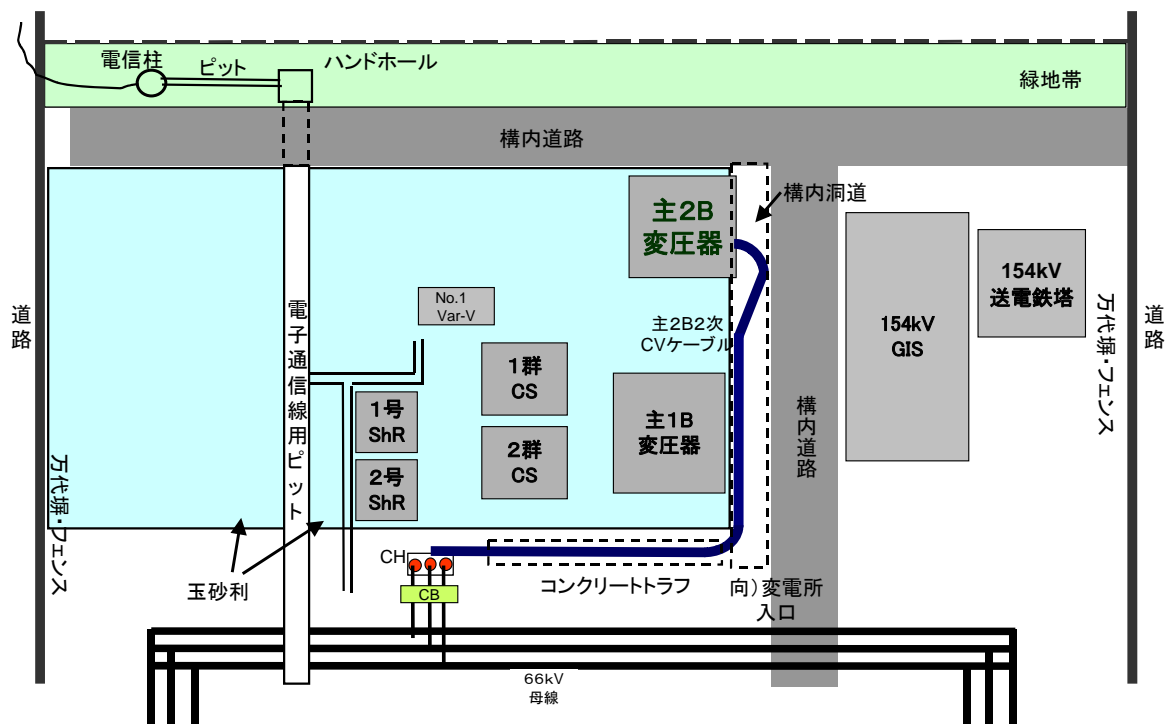 電信柱
ピット
ハンドホール
緑地帯
構内道路
主2B
変圧器
構内洞道
154kV
送電鉄塔
154kV
GIS
No.1
Var-V
主2B2次
CVケーブル
道路
道路
電子通信線用ピット
1群
CS
1号
ShR
主1B
変圧器
構内道路
万代塀・フェンス
2群
CS
2号
ShR
万代塀・フェンス
CH
玉砂利
CB
コンクリートトラフ
向）変電所
入口
66kV
母線